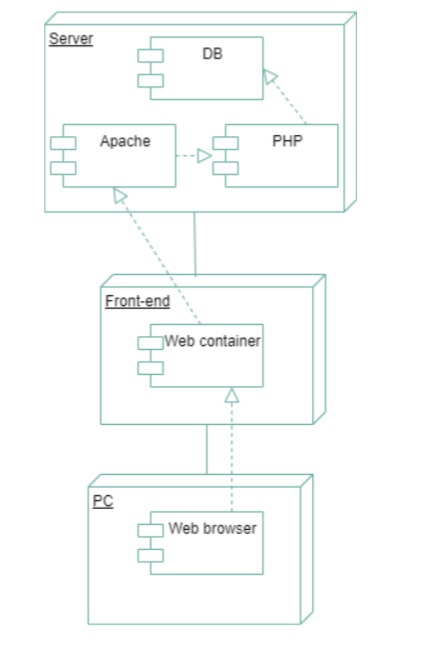 Server
DB
Apache
PHP
Front-end
Web container
PC
Web browser